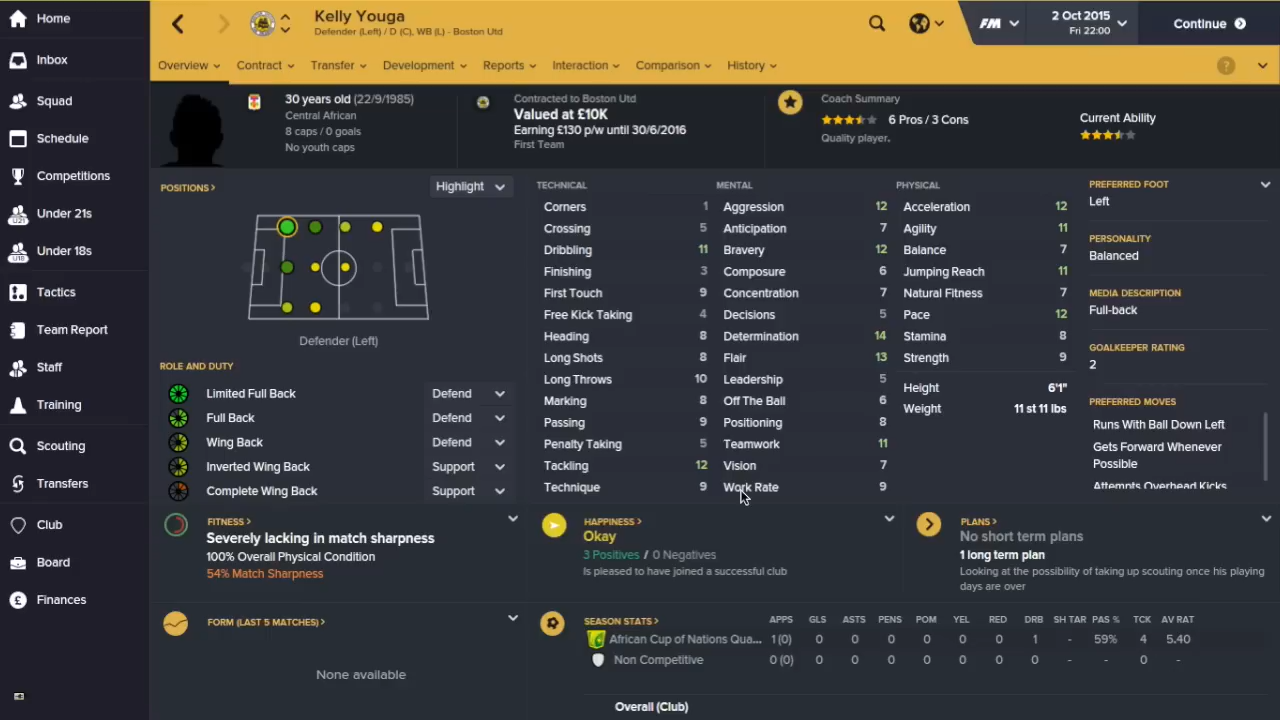 Home
Inbox
Squad
Schedule
Competitions
Under 21s
Under 18s
Tactics
Team Report
Staff
Training
Scouting
Transfers
Club
Board
Finances
Kelly Youga
Defender (Left) / D (C), WB (L) - Boston Utd
FM
2 Oct 2015
Fri 22:00
Continue
Overview Contract Transfer Development Reports Interaction Comparison History
30 years old (22/9/1985)
Central African
8 caps / 0 goals
No youth caps
Contracted to Boston Utd
Valued at £10K
Earning £130 p/w until 30/6/2016
First Team
Coach Summary
6 Pros / 3 Cons
Quality player.
Current Ability
POSITIONS >
Highlight
Defender (Left)
ROLE AND DUTY
Limited Full Back Defend
Full Back Defend
Wing Back Defend
Inverted Wing Back Support
Complete Wing Back Support
TECHNICAL
Corners 1
Crossing 5
Dribbling 11
Finishing 3
First Touch 9
Free Kick Taking 4
Heading 8
Long Shots 8
Long Throws 10
Marking 8
Passing 9
Penalty Taking 5
Tackling 12
Technique 9
MENTAL
Aggression 12
Anticipation 7
Bravery 12
Composure 6
Concentration 7
Decisions 5
Determination 14
Flair 13
Leadership 5
Off The Ball 6
Positioning 8
Teamwork 11
Vision 7
Work Rate 9
PHYSICAL
Acceleration 12
Agility 11
Balance 7
Jumping Reach 11
Natural Fitness 7
Pace 12
Stamina 8
Strength 9
Height 6'1"
Weight 11 st 11 lbs
PREFERRED FOOT
Left
PERSONALITY
Balanced
MEDIA DESCRIPTION
Full-back
GOALKEEPER RATING
2
PREFERRED MOVES
Runs With Ball Down Left
Gets Forward Whenever
Possible
Attempts Overhead Kicks
FITNESS >
Severely lacking in match sharpness
100% Overall Physical Condition
54% Match Sharpness
HAPPINESS >
Okay
3 Positives / 0 Negatives
Is pleased to have joined a successful club
PLANS >
No short term plans
1 long term plan
Looking at the possibility of taking up scouting once his playing
days are over
FORM (LAST 5 MATCHES) >
None available
SEASON STATS > APPS GLS ASTS PENS POM YEL RED DRB SH TAR PAS % TCK AV RAT
African Cup of Nations Qua... 1 (0) 0 0 0 0 0 0 1 - 59% 4 5.40
Non Competitive 0 (0) 0 0 0 0 0 0 0 - - 0 -
Overall (Club)